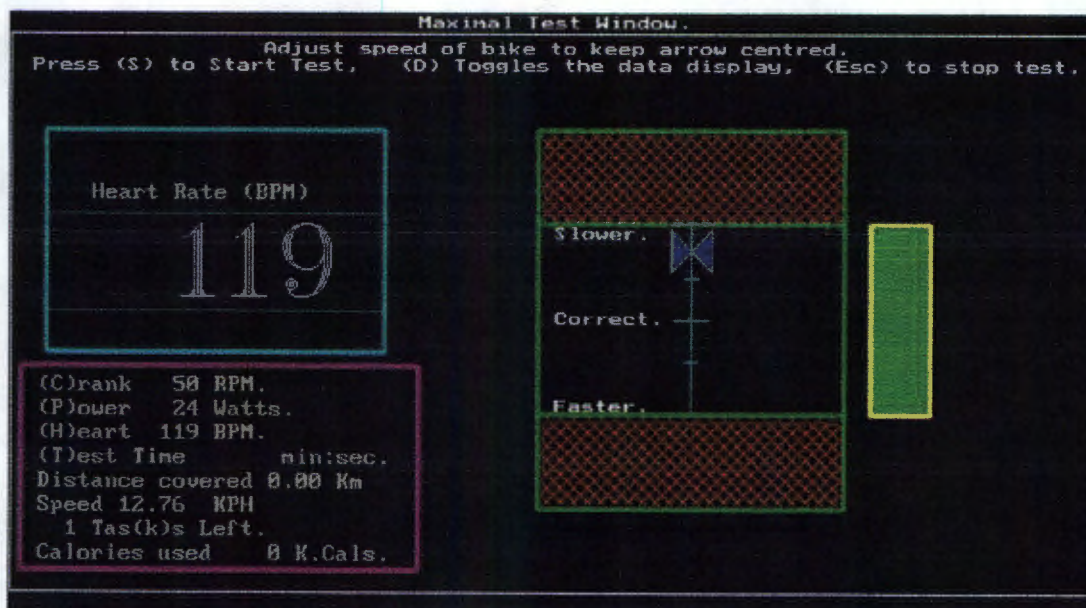 Maximal Test Window.
Adjust speed of bike to keep arrow centred.
Press (S) to Start Test, (D) Toggles the data display, (Esc) to stop test.
Heart Rate (BPM)
119
(C)rank 50 RPM.
(P)ower 24 Watts.
(H)eart 119 BPM.
(T)est Time min:sec.
Distance covered 0.00 Km
Speed 12.76 KPH
1 Tas(k)s Left.
Calories used 0 K.Cals.
Slower.
Correct.
Faster.